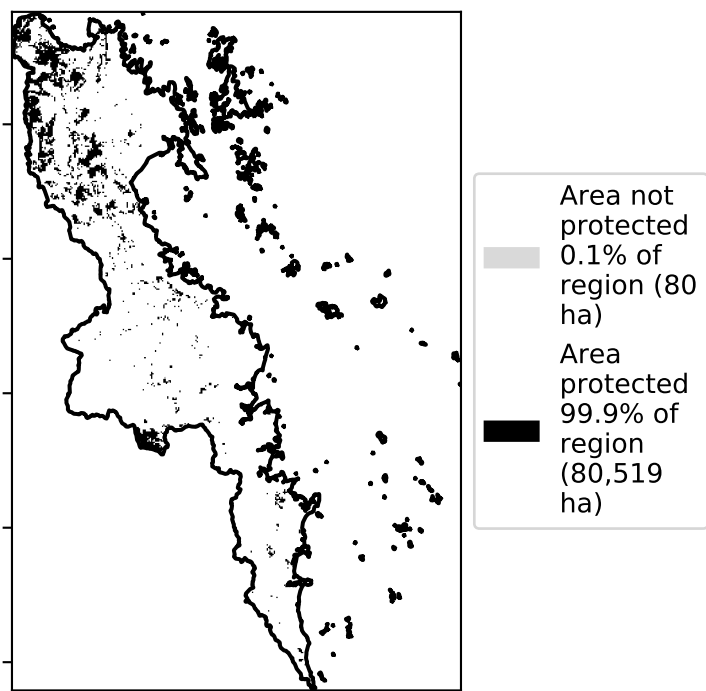 Area not
protected
0.1% of
region (80
ha)
Area
protected
99.9% of
region
(80,519
ha)